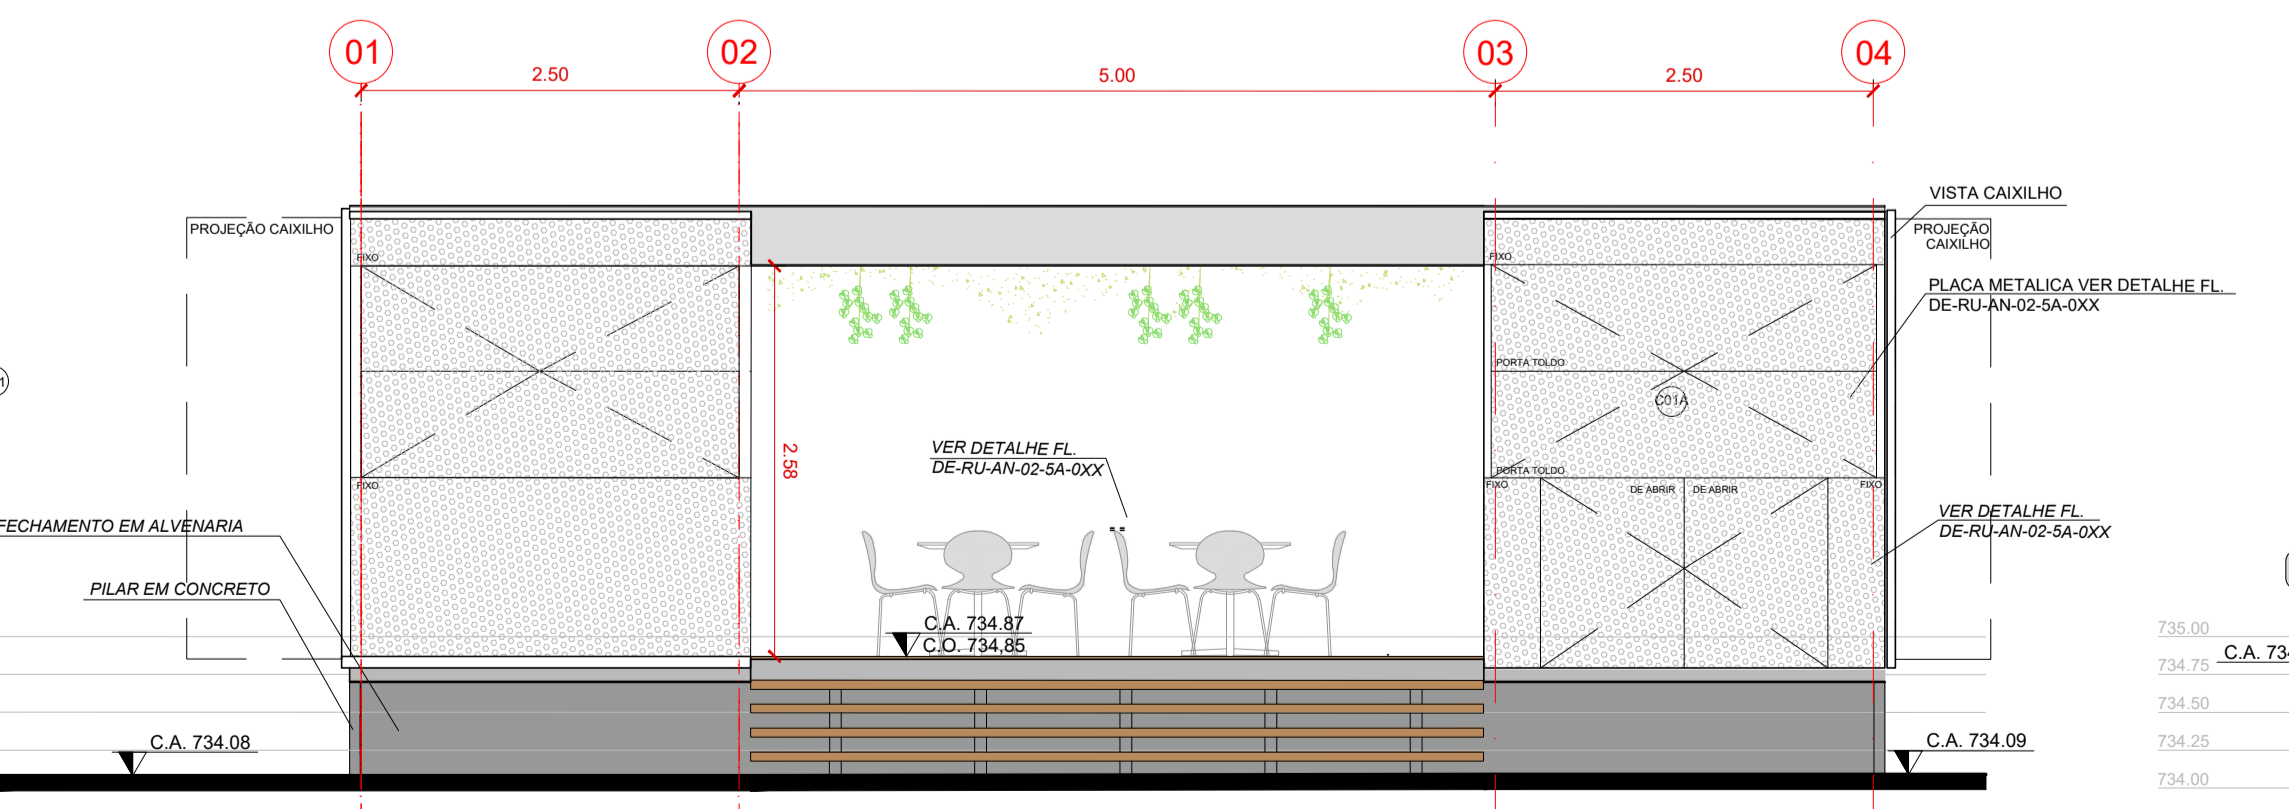 01
02
03
04
2.50
5.00
2.50
VISTA CAIXILHO
PROJEÇÃO CAIXILHO
PROJEÇÃO
CAIXILHO
FIXO
FIXO
PLACA METALICA VER DETALHE FL.
DE-RU-AN-02-5A-0XX
PORTA TOLDO
C01A
2.58
VER DETALHE FL.
DE-RU-AN-02-5A-0XX
PORTA TOLDO
FIXO
FIXO
DE ABRIR
DE ABRIR
FIXO
FECHAMENTO EM ALVENARIA
VER DETALHE FL.
DE-RU-AN-02-5A-0XX
PILAR EM CONCRETO
C.A. 734.87
C.O. 734,85
735.00
C.A. 734
734.75
734.50
734.25
734.00
C.A. 734.08
C.A. 734.09